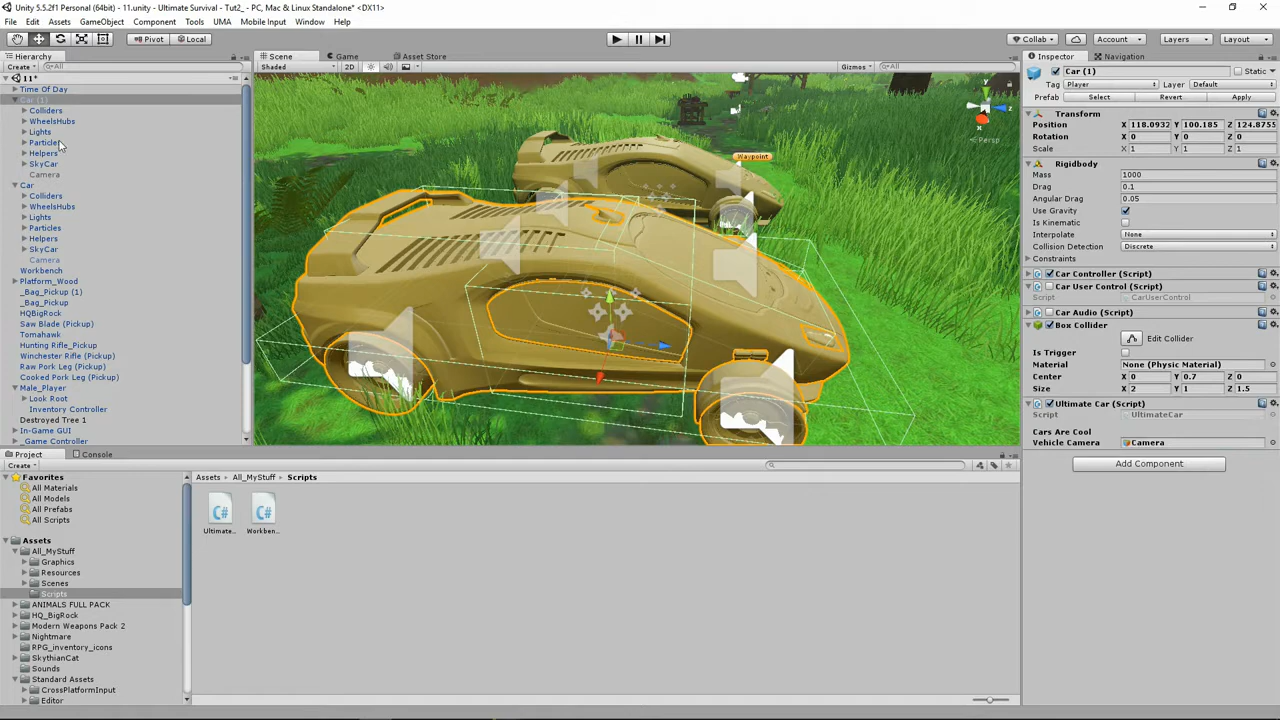 Unity 5.5.2f1 Personal (64bit) - 11.unity - Ultimate Survival - Tut2_ - PC, Mac & Linux Standalone* <DX11>
File Edit Assets GameObject Component Tools UMA Mobile Input Window Help
Pivot Local Collab Account Layers Layout
Hierarchy
Create All
11*
Time Of Day
Car (1)
Colliders
WheelsHubs
Lights
Particles
Helpers
SkyCar
Camera
Car
Colliders
WheelsHubs
Lights
Particles
Helpers
SkyCar
Camera
Workbench
Platform_Wood
_Bag_Pickup (1)
_Bag_Pickup
HQBigRock
Saw Blade (Pickup)
Tomahawk
Hunting Rifle_Pickup
Winchester Rifle (Pickup)
Raw Pork Leg (Pickup)
Cooked Pork Leg (Pickup)
Male_Player
Look Root
Inventory Controller
Destroyed Tree 1
In-Game GUI
_Game Controller
Scene Game Asset Store
Shaded 2D Gizmos All
Waypoint
y
x
Persp
Inspector Navigation
Car (1) Static
Tag Player Layer Default
Prefab Select Revert Apply
Transform
Position X 118.0932 Y 100.185 Z 124.8755
Rotation X 0 Y 0 Z 0
Scale X 1 Y 1 Z 1
Rigidbody
Mass 1000
Drag 0.1
Angular Drag 0.05
Use Gravity
Is Kinematic
Interpolate None
Collision Detection Discrete
Constraints
Car Controller (Script)
Car User Control (Script)
Script CarUserControl
Car Audio (Script)
Box Collider
Edit Collider
Is Trigger
Material None (Physic Material)
Center X 0 Y 0.7 Z 0
Size X 2 Y 1 Z 1.5
Ultimate Car (Script)
Script UltimateCar
Cars Are Cool
Vehicle Camera Camera
Add Component
Project Console
Create
Favorites
All Materials
All Models
All Prefabs
All Scripts
Assets
All_MyStuff
Graphics
Resources
Scenes
Scripts
ANIMALS FULL PACK
HQ_BigRock
Modern Weapons Pack 2
Nightmare
RPG_inventory_icons
SkythianCat
Sounds
Standard Assets
CrossPlatformInput
Editor
Assets All_MyStuff Scripts
C# C#
Ultimate... Workben...